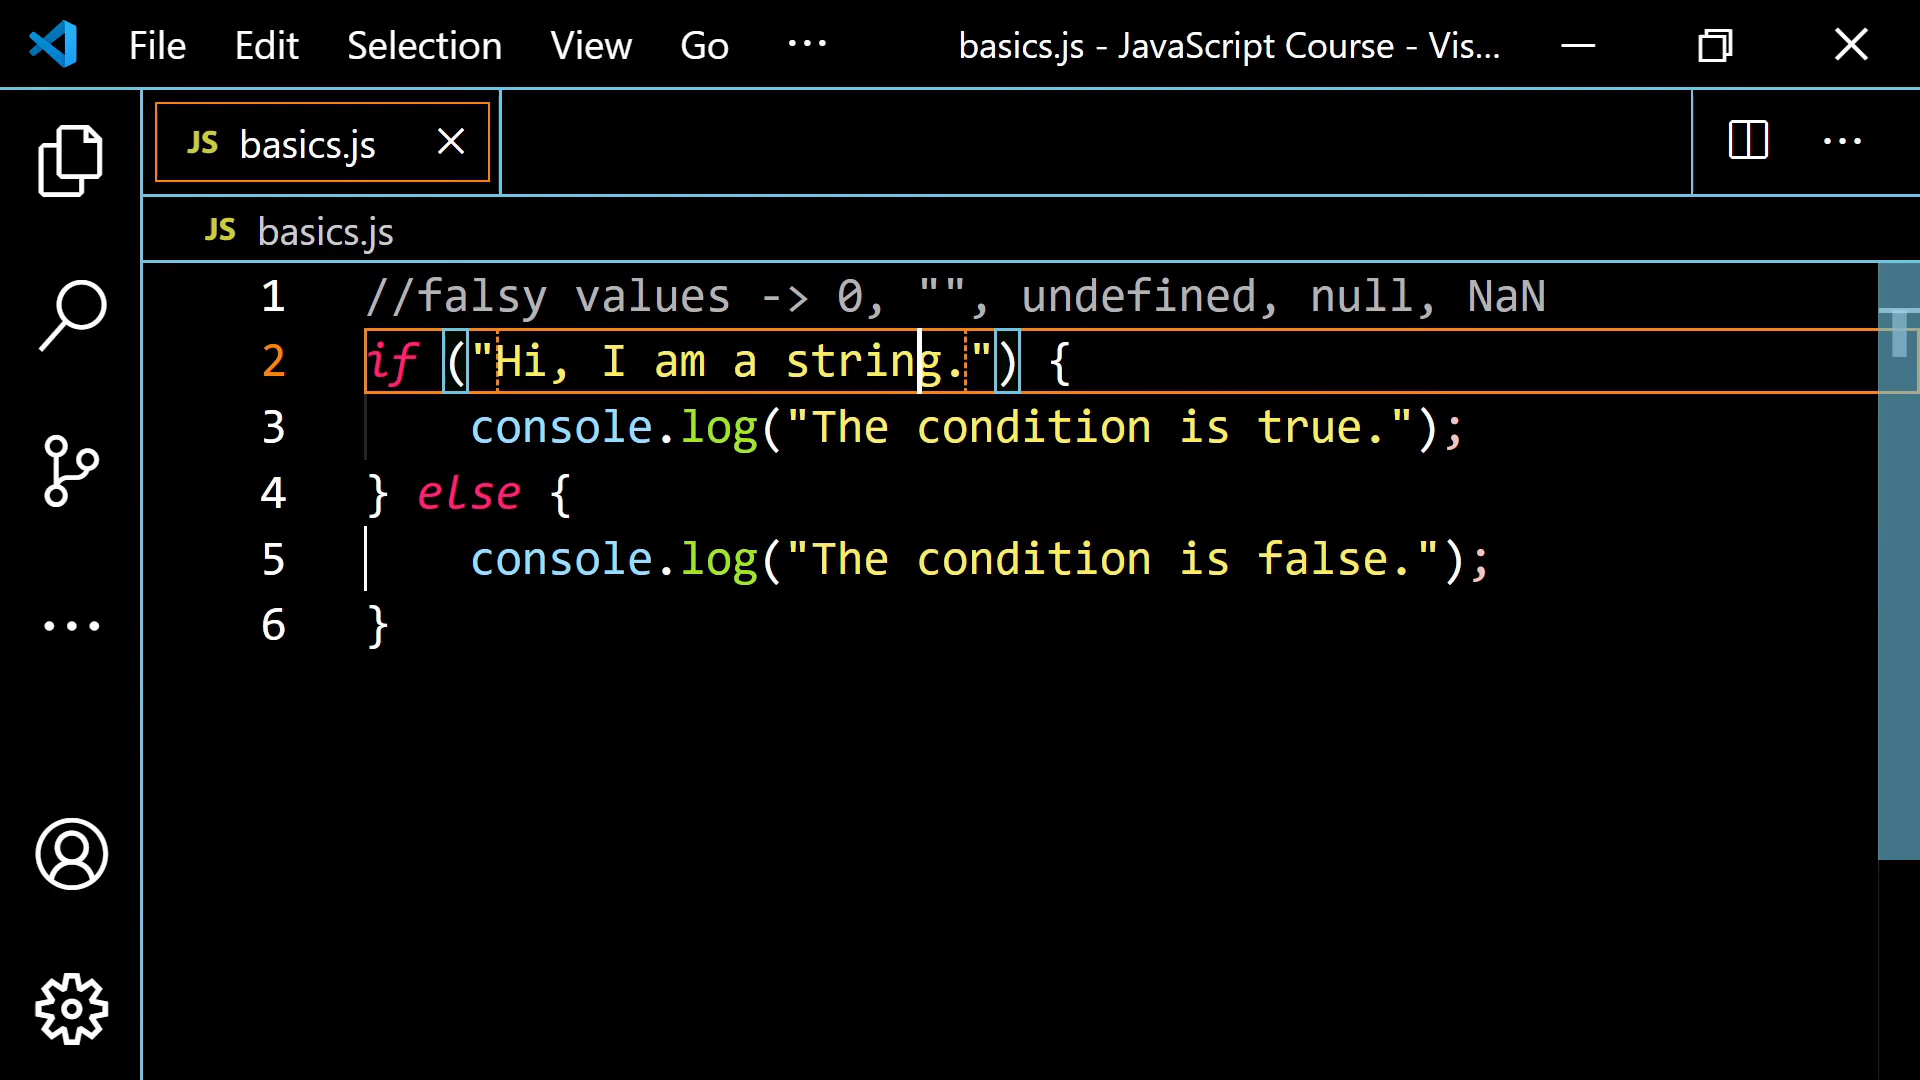 File Edit Selection View Go ··· basics.js - JavaScript Course - Vis...
JS basics.js
JS basics.js
1 //falsy values -> 0, "", undefined, null, NaN
2 if ("Hi, I am a string.") {
3 console.log("The condition is true.");
4 } else {
5 console.log("The condition is false.");
6 }